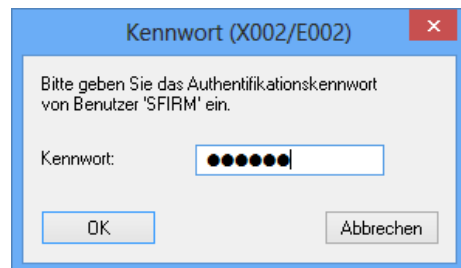 Kennwort (X002/E002)
Bitte geben Sie das Authentifikationskennwort
von Benutzer 'SFIRM' ein.
Kennwort: ●●●●●●
OK Abbrechen